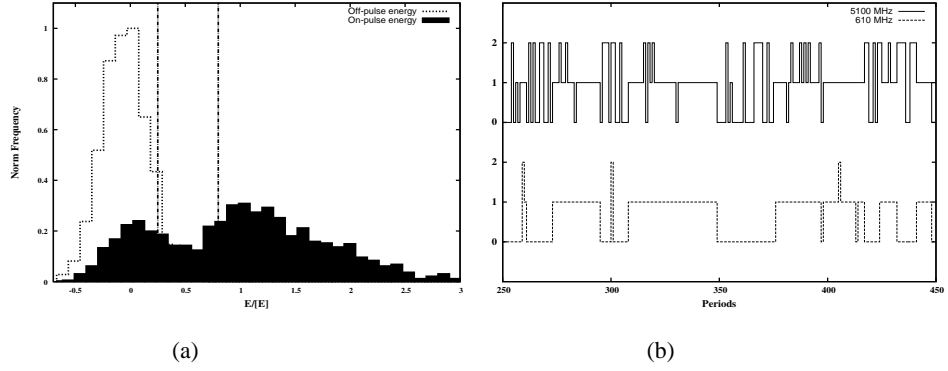 Off-pulse energy
On-pulse energy
1
0.8
0.6
0.4
0.2
0
-0.5 0 0.5 1 1.5 2 2.5 3
Norm Frequency
E/[E]
(a)
5100 MHz
610 MHz
2
1
0
2
1
0
250 300 350 400 450
Periods
(b)